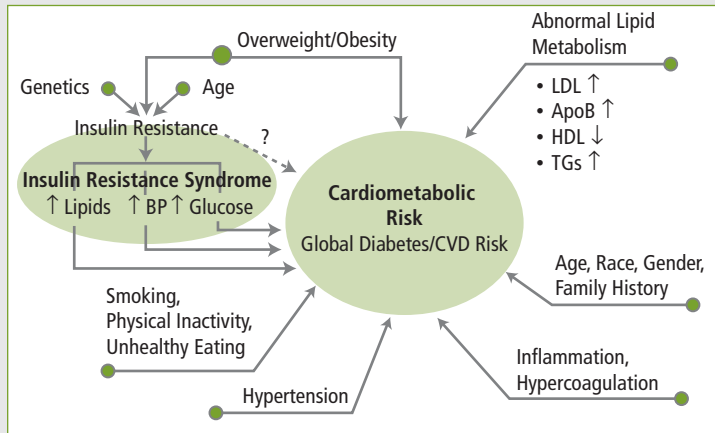 Overweight/Obesity
Abnormal Lipid
Metabolism
• LDL ↑
• ApoB ↑
• HDL ↓
• TGs ↑
Genetics
Age
Insulin Resistance
?
Insulin Resistance Syndrome
↑ Lipids ↑ BP ↑ Glucose
Cardiometabolic
Risk
Global Diabetes/CVD Risk
Age, Race, Gender,
Family History
Smoking,
Physical Inactivity,
Unhealthy Eating
Inflammation,
Hypercoagulation
Hypertension